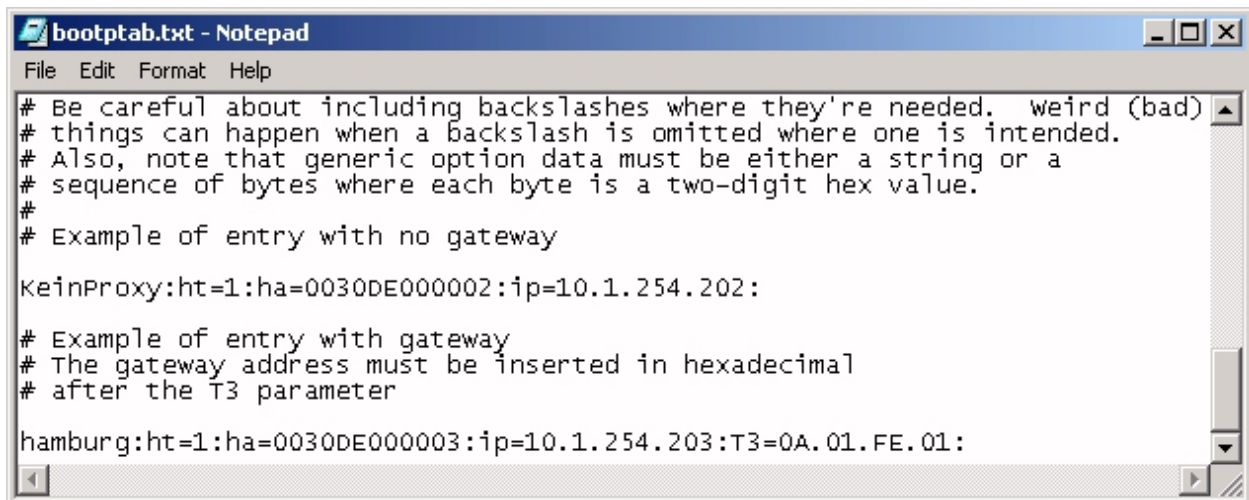 bootptab.txt - Notepad
File Edit Format Help
# Be careful about including backslashes where they're needed.  Weird (bad)
# things can happen when a backslash is omitted where one is intended.
# Also, note that generic option data must be either a string or a
# sequence of bytes where each byte is a two-digit hex value.
#
# Example of entry with no gateway
KeinProxy:ht=1:ha=0030DE000002:ip=10.1.254.202:
# Example of entry with gateway
# The gateway address must be inserted in hexadecimal
# after the T3 parameter
hamburg:ht=1:ha=0030DE000003:ip=10.1.254.203:T3=0A.01.FE.01: